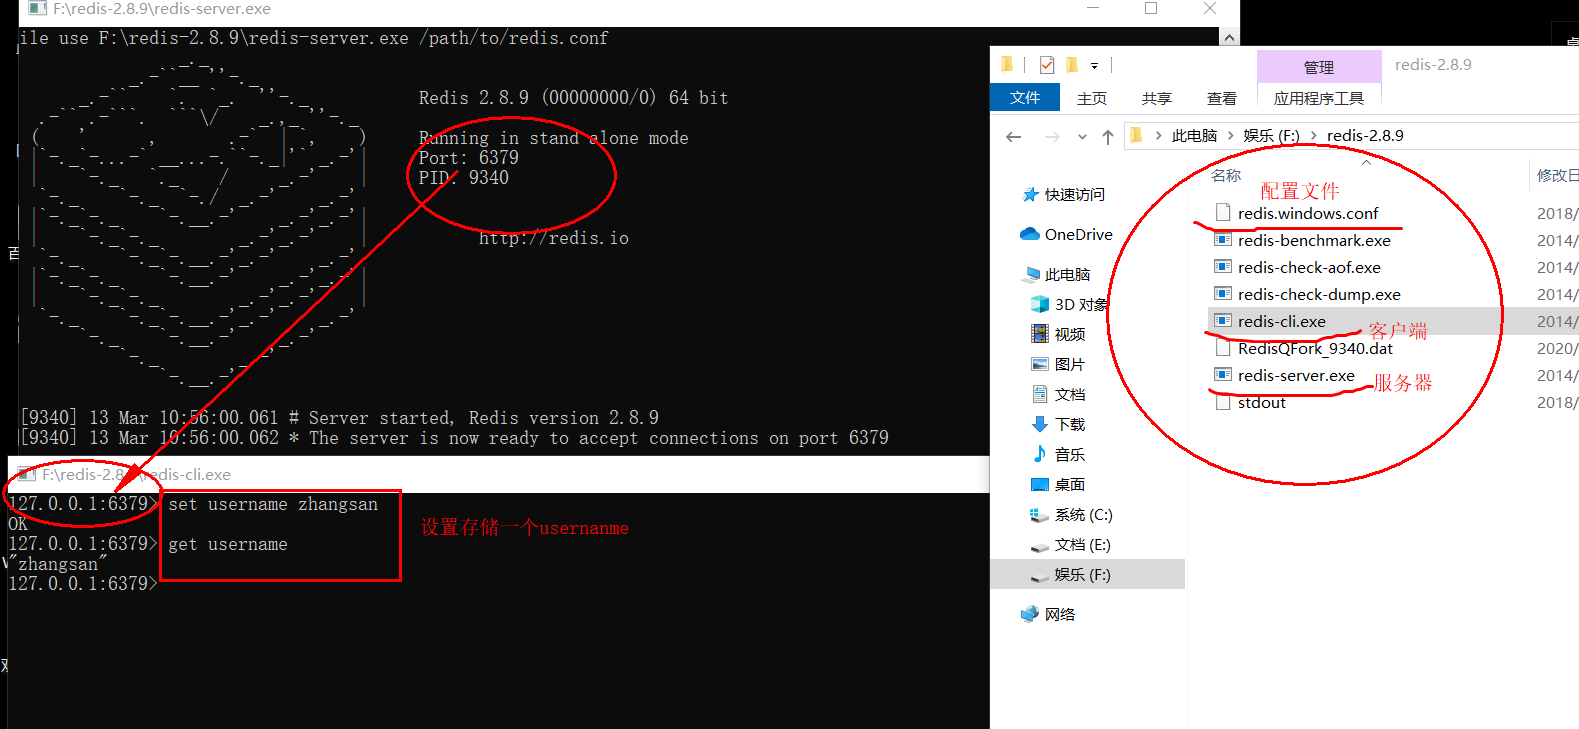 F:\redis-2.8.9\redis-server.exe
ile use F:\redis-2.8.9\redis-server.exe /path/to/redis.conf
Redis 2.8.9 (00000000/0) 64 bit
Running in stand alone mode
Port: 6379
PID: 9340
http://redis.io
[9340] 13 Mar 10:56:00.061 # Server started, Redis version 2.8.9
[9340] 13 Mar 10:56:00.062 * The server is now ready to accept connections on port 6379
F:\redis-2.8.9\redis-cli.exe
127.0.0.1:6379> set username zhangsan
OK
127.0.0.1:6379> get username
"zhangsan"
127.0.0.1:6379>
设置存储一个usernanme
管理
redis-2.8.9
文件 主页 共享 查看 应用程序工具
此电脑 > 娱乐 (F:) > redis-2.8.9
名称 修改日
配置文件
redis.windows.conf 2018/
redis-benchmark.exe 2014/
redis-check-aof.exe 2014/
redis-check-dump.exe 2014/
redis-cli.exe 2014/
客户端
RedisQFork_9340.dat 2020/
redis-server.exe 2014/
服务器
stdout 2018/
快速访问
OneDrive
此电脑
3D 对象
视频
图片
文档
下载
音乐
桌面
系统 (C:)
文档 (E:)
娱乐 (F:)
网络